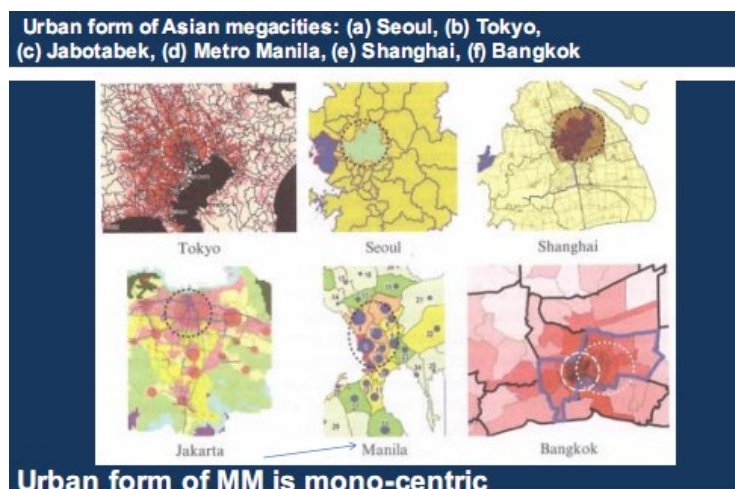 Urban form of Asian megacities: (a) Seoul, (b) Tokyo,
(c) Jabotabek, (d) Metro Manila, (e) Shanghai, (f) Bangkok
Tokyo
Seoul
Shanghai
Jakarta
Manila
Bangkok
Urban form of MM is mono-centric